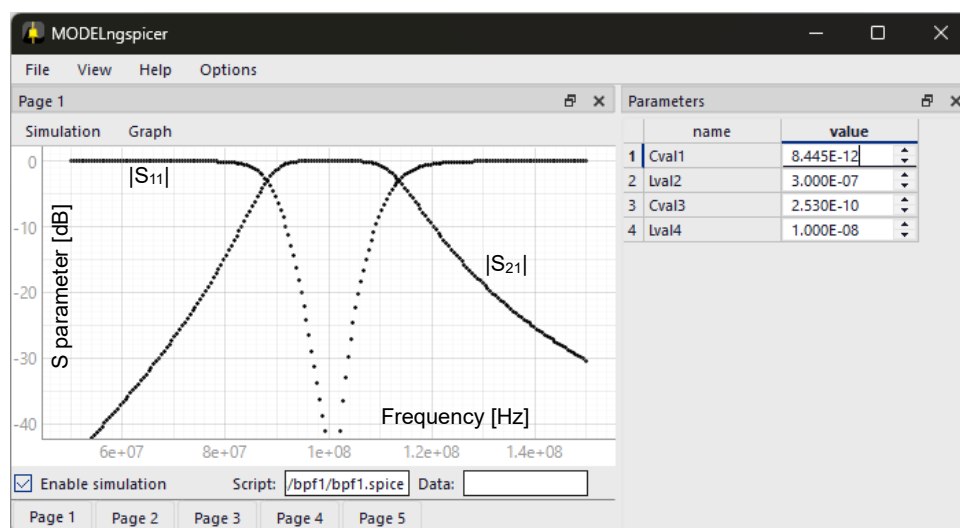 MODELngspicer
File View Help Options
Page 1
Simulation Graph
0
-10
-20
-30
-40
S parameter [dB]
|S₁₁|
|S₂₁|
Frequency [Hz]
6e+07 8e+07 1e+08 1.2e+08 1.4e+08
Enable simulation Script: /bpf1/bpf1.spice Data:
Page 1 Page 2 Page 3 Page 4 Page 5
Parameters
name value
1 Cval1 8.445E-12
2 Lval2 3.000E-07
3 Cval3 2.530E-10
4 Lval4 1.000E-08